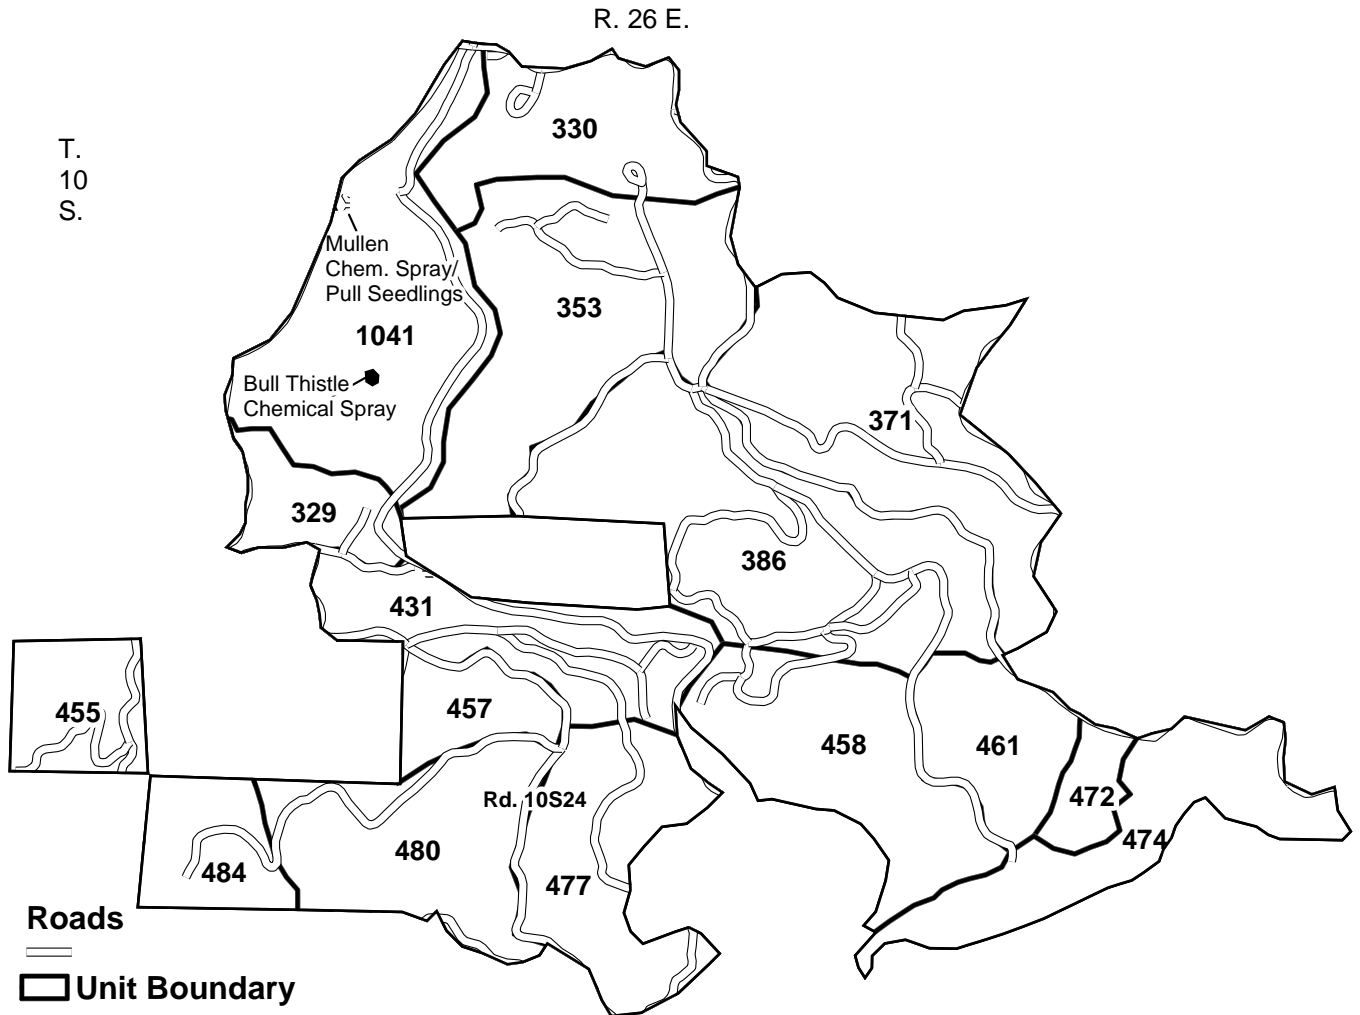 R. 26 E.
T.
10
S.
330
Mullen
Chem. Spray/
Pull Seedlings
353
1041
Bull Thistle
Chemical Spray
371
329
386
431
455
457
458
461
472
Rd. 10S24
474
480
484
477
Roads
Unit Boundary